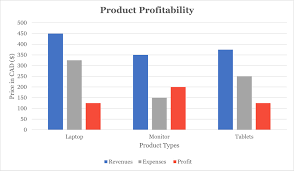 Product Profitability
Price in CAD ($)
500
450
400
350
300
250
200
150
100
50
0
Laptop
Monitor
Tablets
Product Types
Revenues Expenses Profit